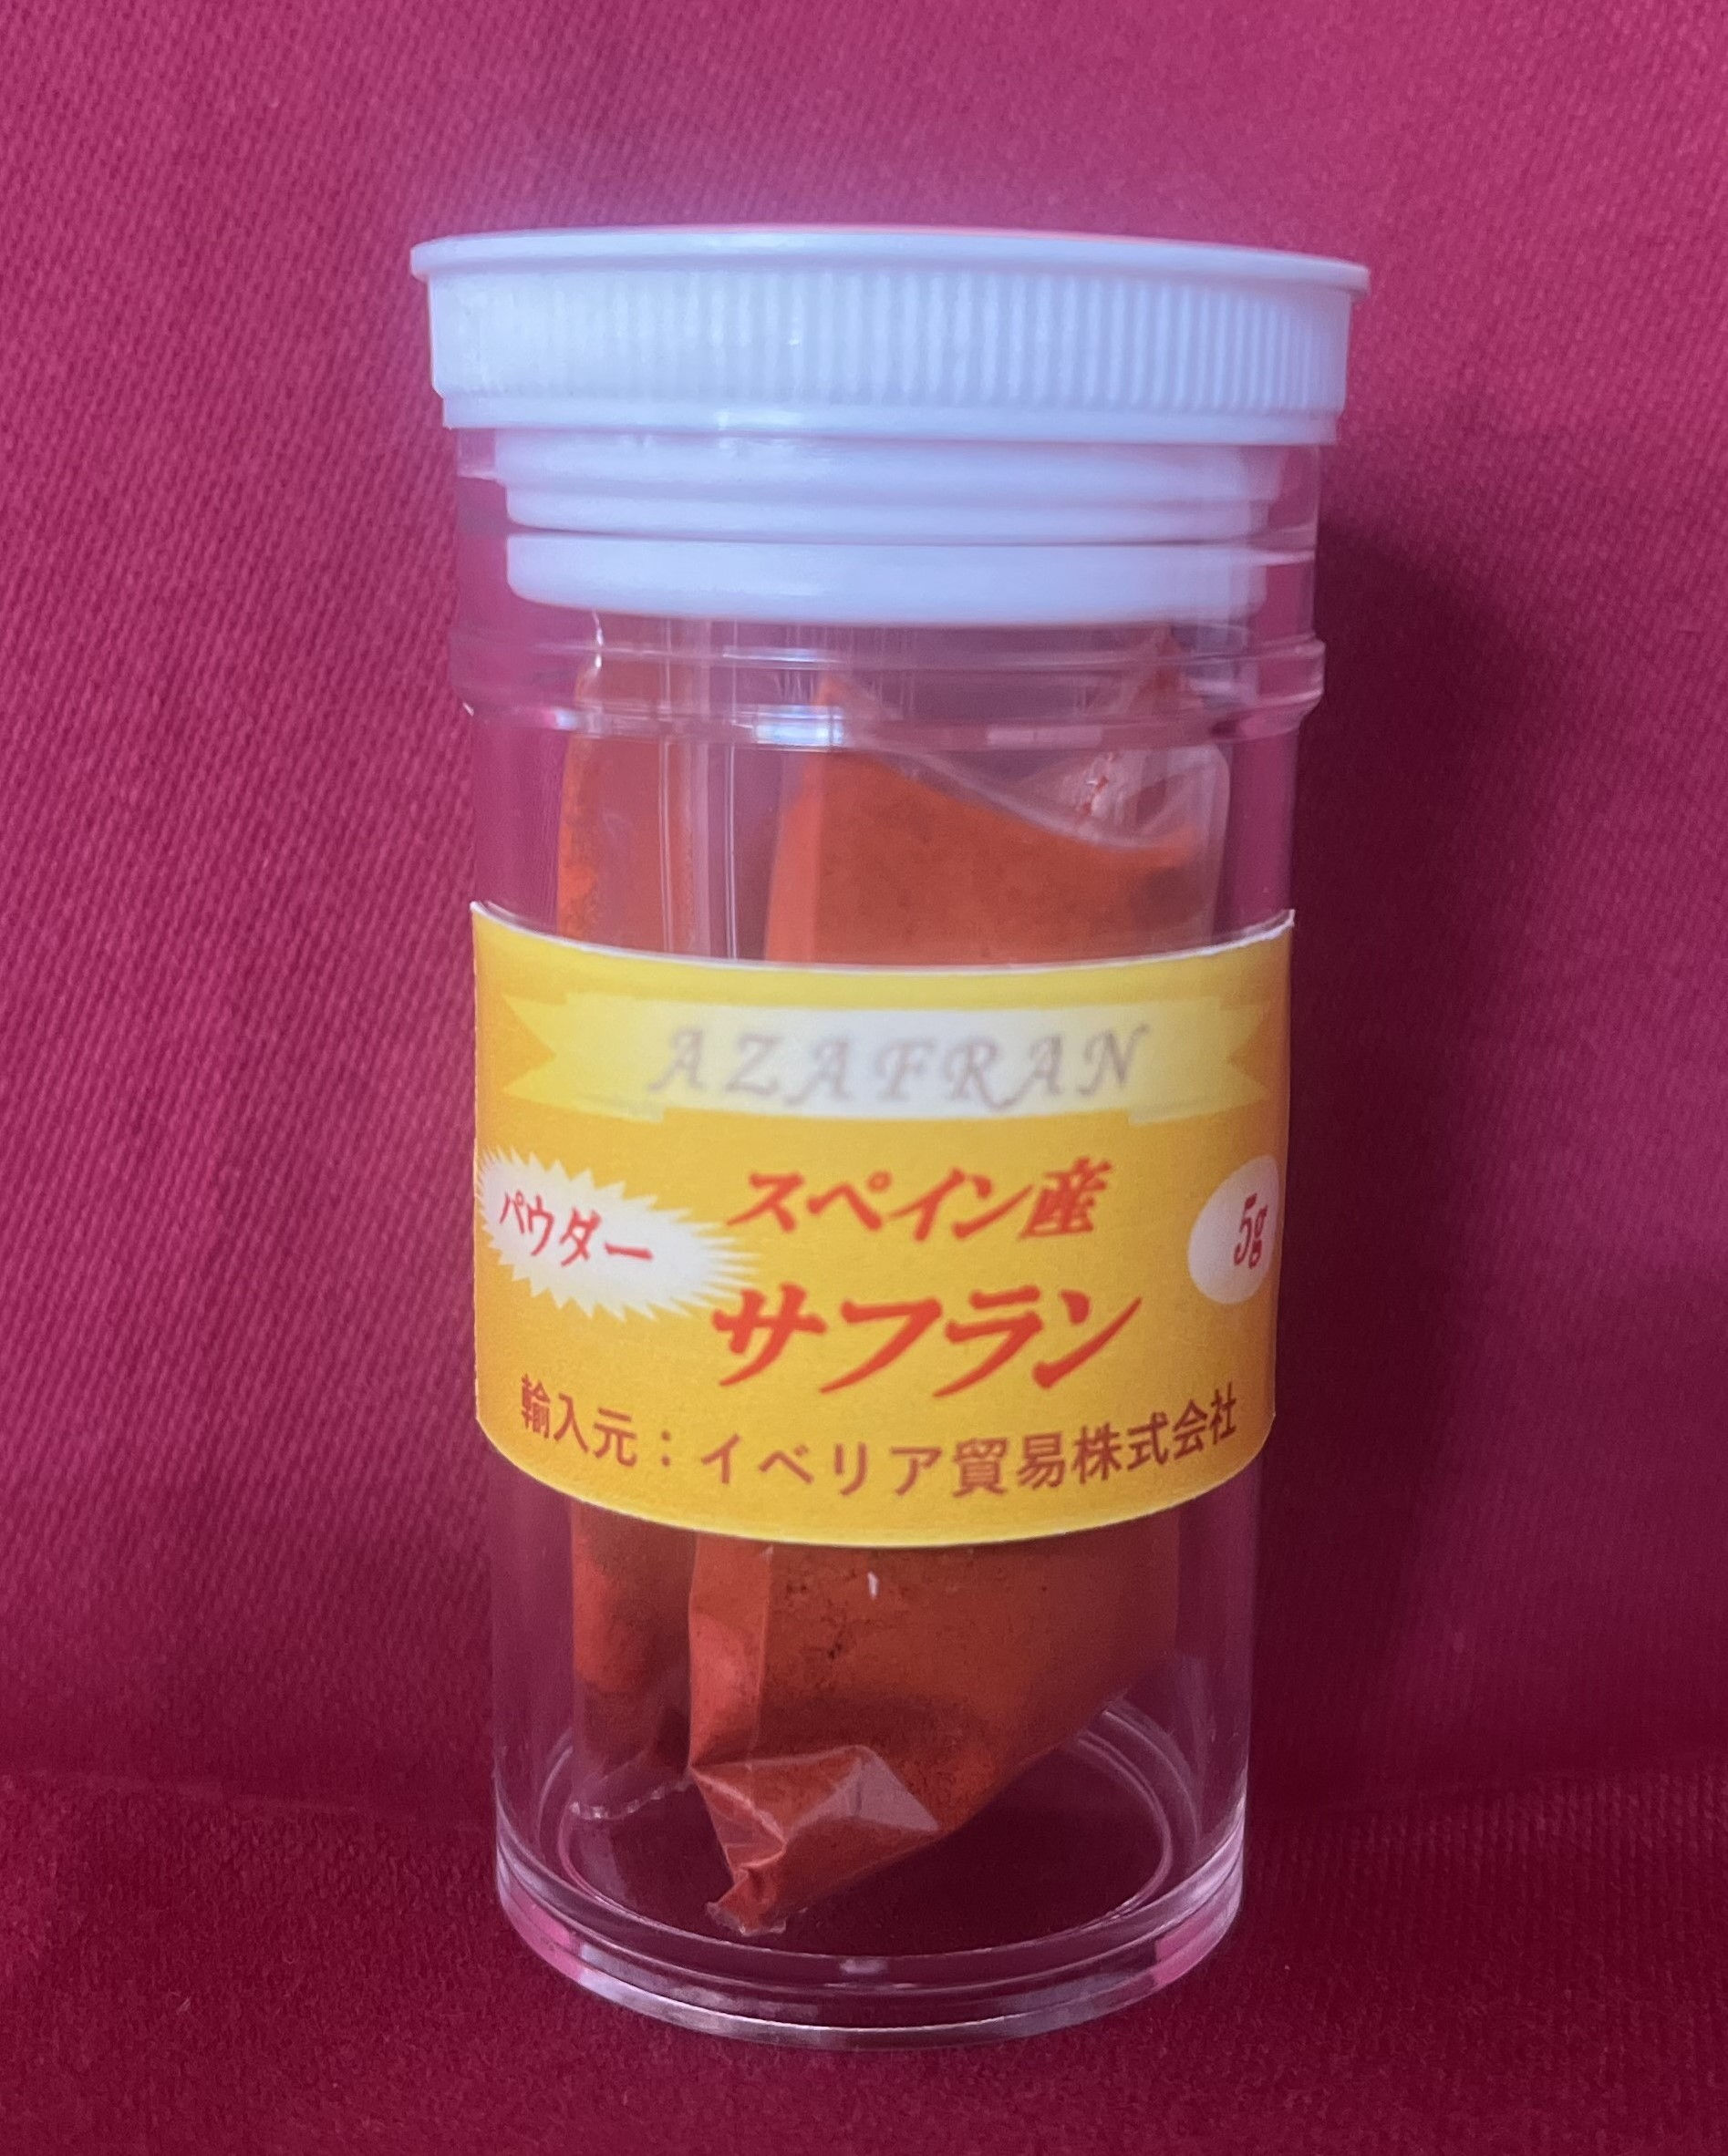 AZAFRAN
スペイン産
パウダー
5g
サフラン
輸入元：イベリア貿易株式会社